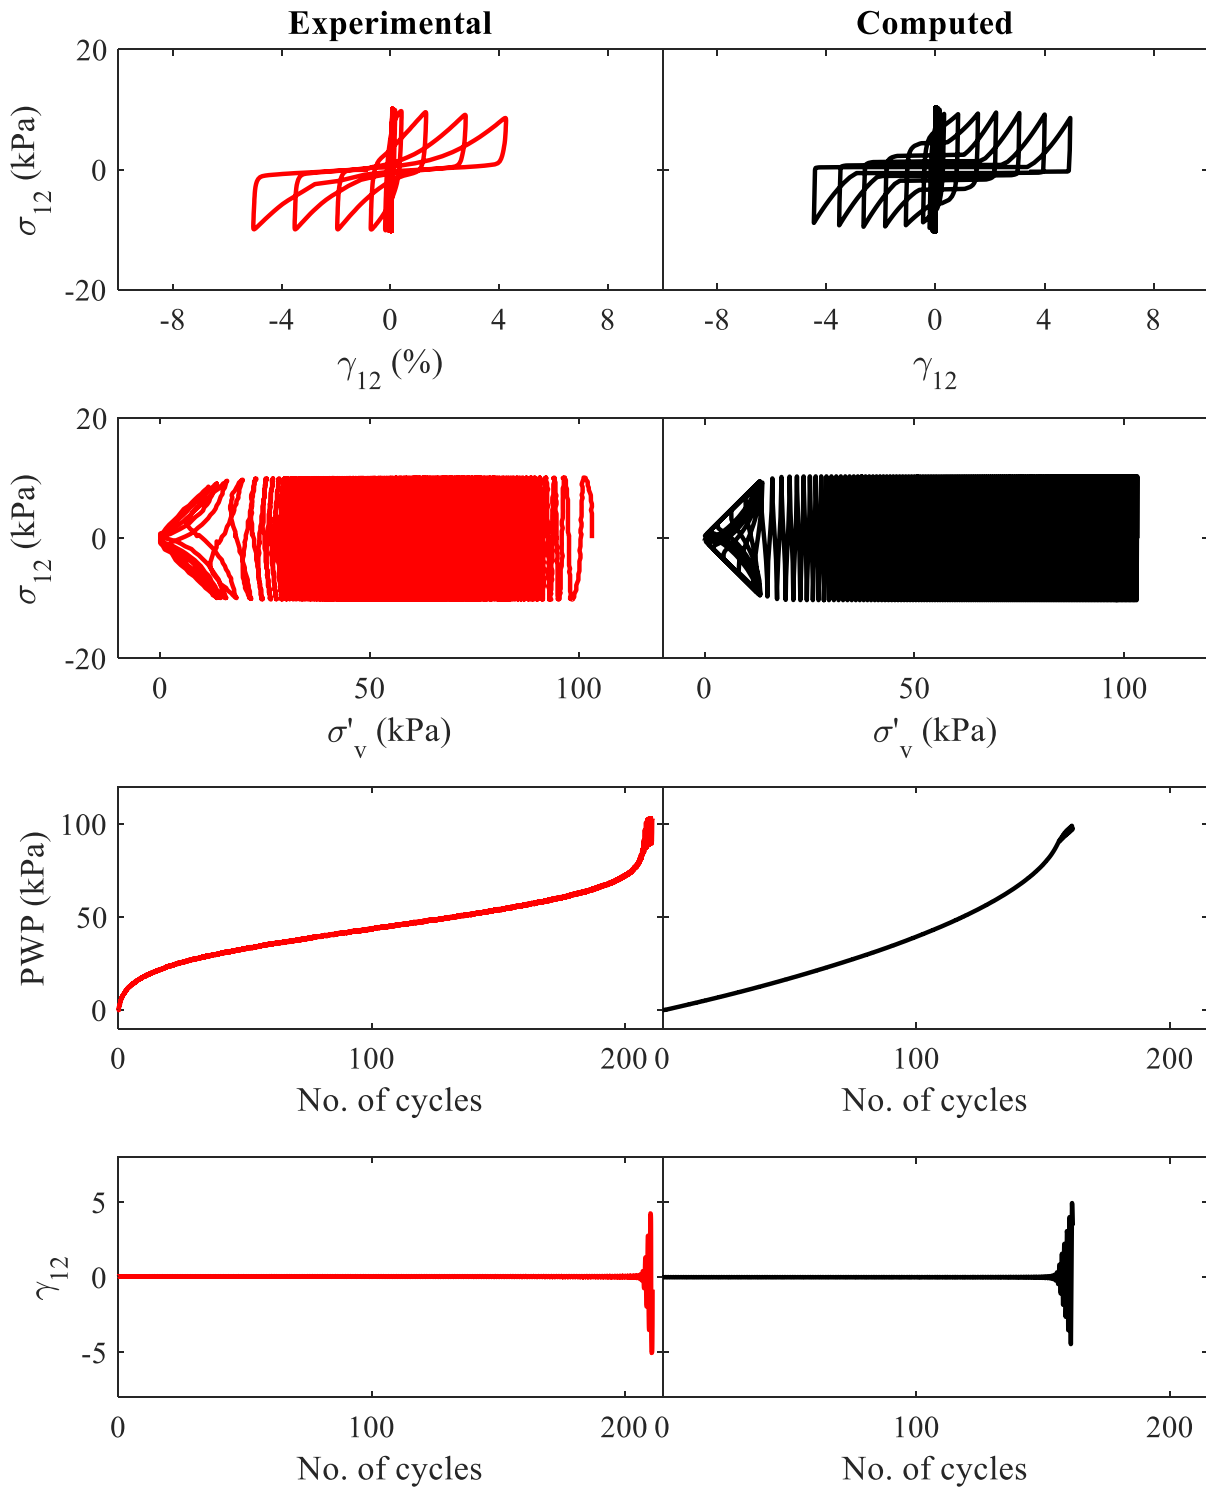 Experimental Computed
20 0 -20
σ12 (kPa)
-8 -4 0 4 8 -8 -4 0 4 8
γ12 (%) γ12
20 0 -20
σ12 (kPa)
0 50 100 0 50 100
σ'v (kPa) σ'v (kPa)
100 50 0
PWP (kPa)
0 100 200 0 100 200
No. of cycles No. of cycles
5 0 -5
γ12
0 100 200 0 100 200
No. of cycles No. of cycles